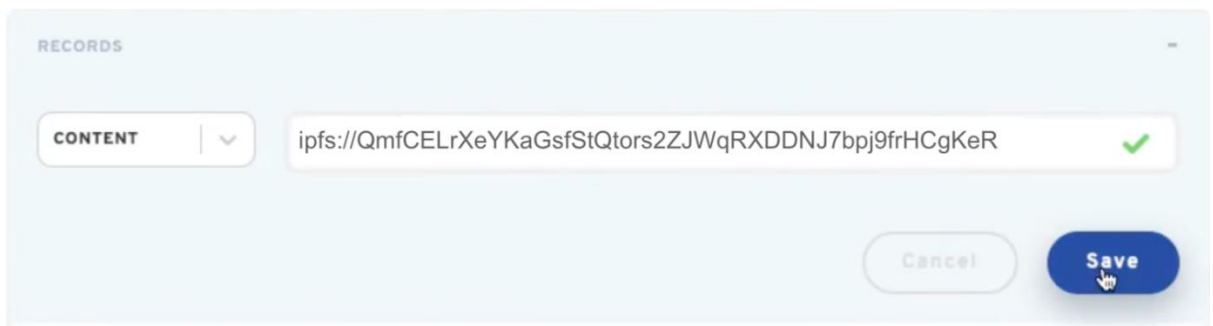 RECORDS
CONTENT
ipfs://QmfCELrXeYKaGsfStQtors2ZJWqRXDDNJ7bpj9frHCgKeR
Cancel
Save